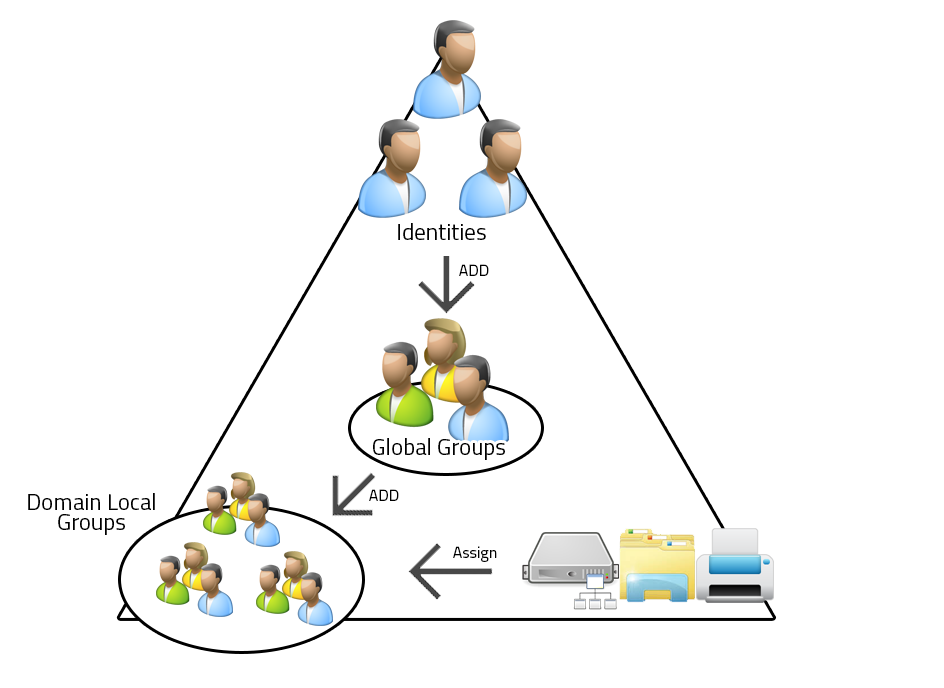 Identities
ADD
Global Groups
ADD
Domain Local
Groups
Assign